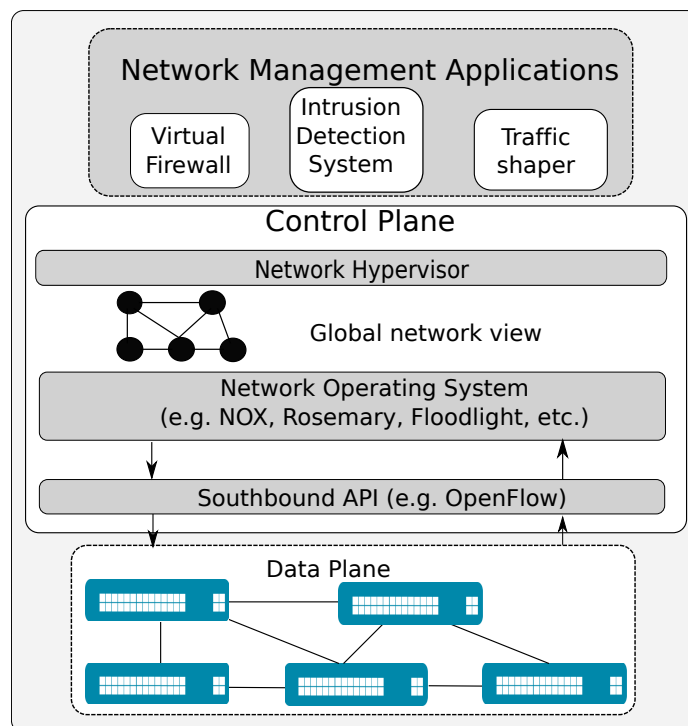 Network Management Applications
Virtual
Firewall
Intrusion
Detection
System
Traffic
shaper
Control Plane
Network Hypervisor
Global network view
Network Operating System
(e.g. NOX, Rosemary, Floodlight, etc.)
Southbound API (e.g. OpenFlow)
Data Plane